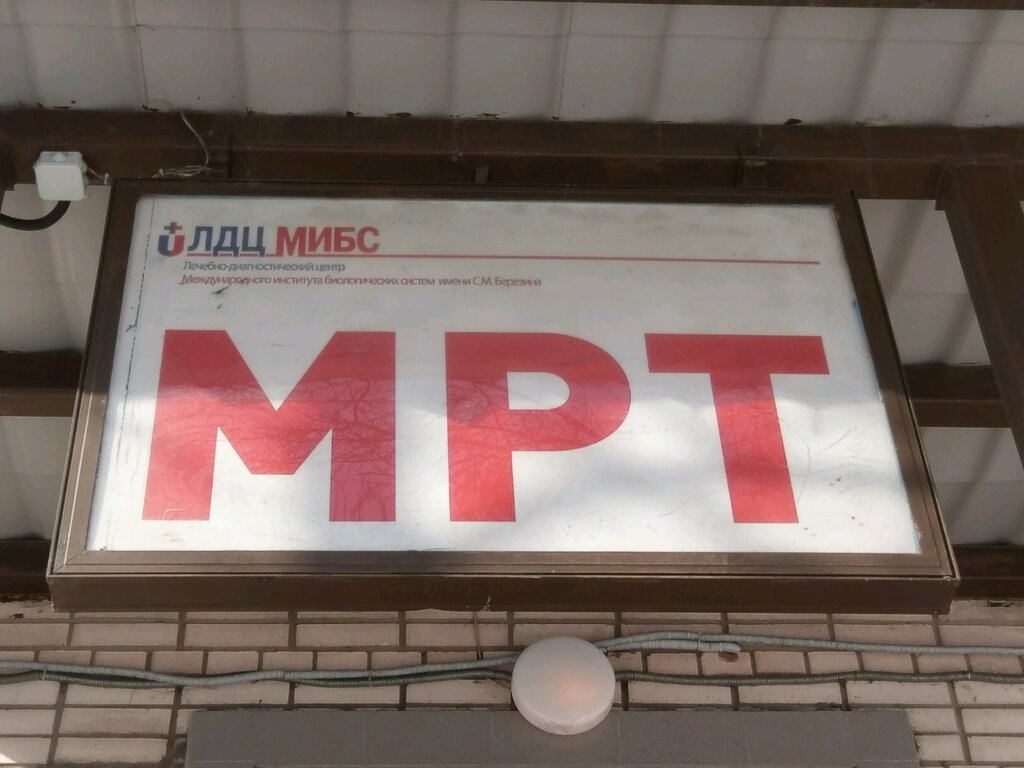 ЛДЦ МИБС
Лечебно-диагностический центр
Международного института биологических систем имени С.М. Березина
МРТ